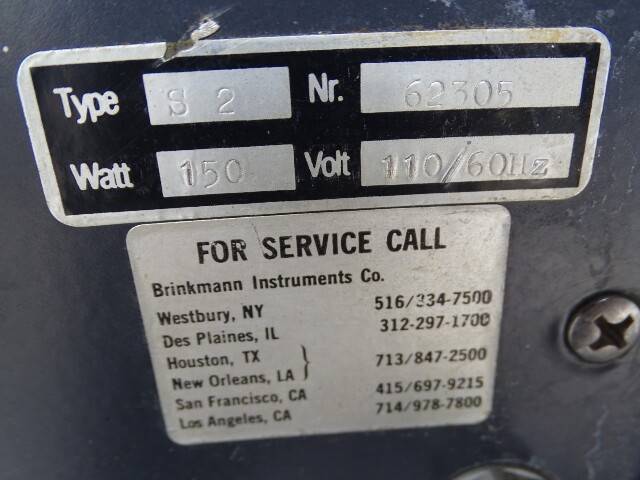 Type S 2 Nr. 62305
Watt 150 Volt 110/60Hz
FOR SERVICE CALL
Brinkmann Instruments Co.
Westbury, NY 516/334-7500
Des Plaines, IL 312-297-1700
Houston, TX } 713/847-2500
New Orleans, LA
San Francisco, CA 415/697-9215
Los Angeles, CA 714/978-7800